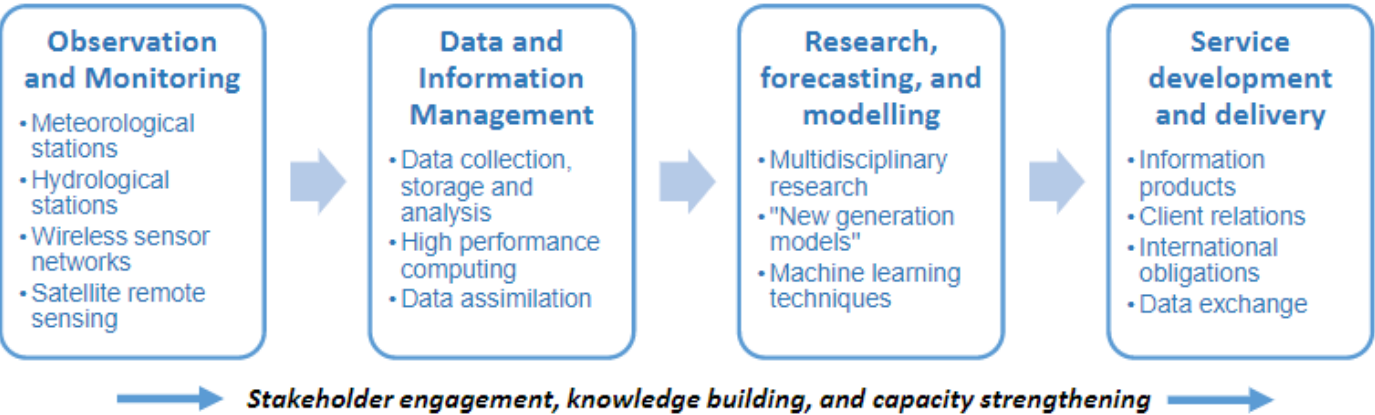 Observation
and Monitoring
• Meteorological
stations
• Hydrological
stations
• Wireless sensor
networks
• Satellite remote
sensing
Data and
Information
Management
• Data collection,
storage and
analysis
• High performance
computing
• Data assimilation
Research,
forecasting, and
modelling
• Multidisciplinary
research
• "New generation
models"
• Machine learning
techniques
Service
development
and delivery
• Information
products
• Client relations
• International
obligations
• Data exchange
Stakeholder engagement, knowledge building, and capacity strengthening